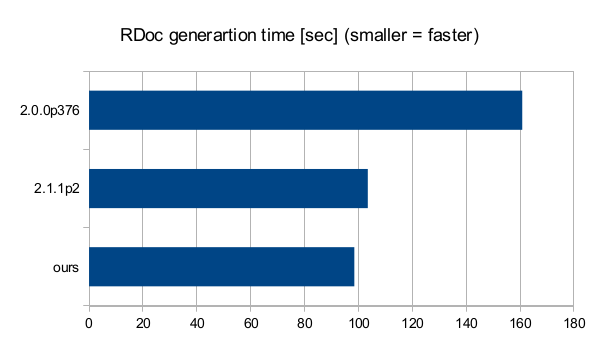 RDoc generartion time [sec] (smaller = faster)
2.0.0p376
2.1.1p2
ours
0 20 40 60 80 100 120 140 160 180